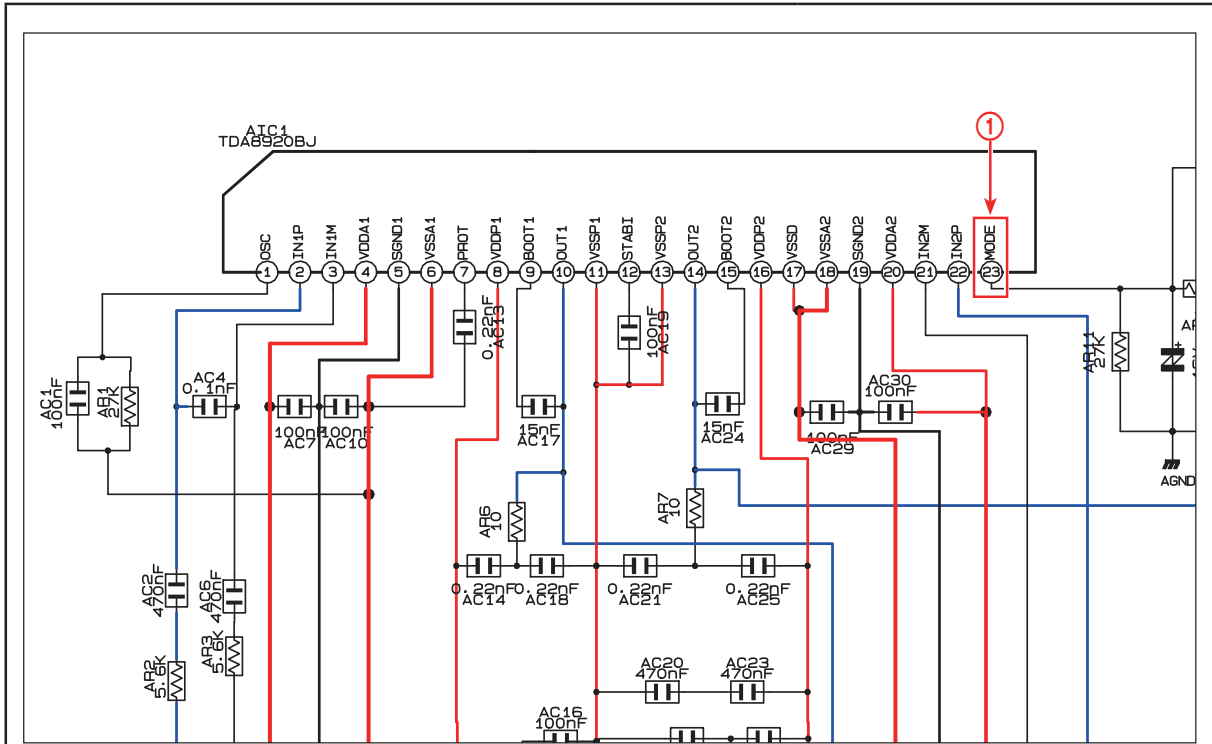 AIC1
TDA8920BJ
1
OSC
IN1P
IN1M
VDDA1
SGND1
VSSA1
PROT
VDDP1
BOOT1
OUT1
VSSP1
STABI
VSSP2
OUT2
BOOT2
VDDP2
VSSD
VSSA2
SGND2
VDDA2
IN2M
IN2P
MODE
1
2
3
4
5
6
7
8
9
10
11
12
13
14
15
16
17
18
19
20
21
22
23
0.22nF
AC13
100nF
AC19
AR11
27K
AC1
100nF
AR1
27K
AC4
0.1nF
100nF
AC7
100nF
AC10
15nF
AC17
15nF
AC24
100nF
AC29
AC30
100nF
AGND
AR6
10
AR7
10
AC2
470nF
AC6
470nF
0.22nF
AC14
0.22nF
AC18
0.22nF
AC21
0.22nF
AC25
AR2
5.6K
AR3
5.6K
AC20
470nF
AC23
470nF
AC16
100nF